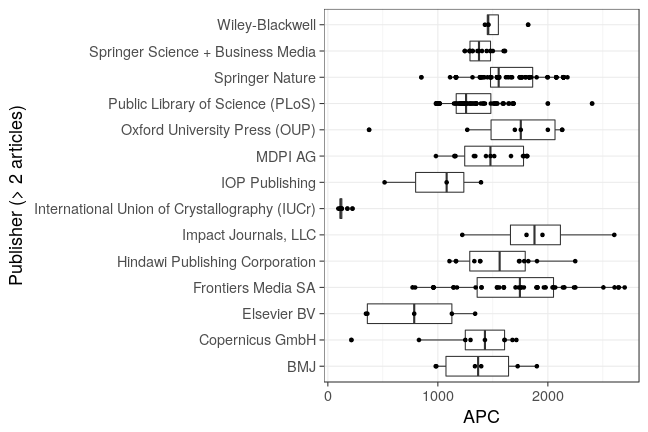 Publisher (> 2 articles)
Wiley-Blackwell
Springer Science + Business Media
Springer Nature
Public Library of Science (PLoS)
Oxford University Press (OUP)
MDPI AG
IOP Publishing
International Union of Crystallography (IUCr)
Impact Journals, LLC
Hindawi Publishing Corporation
Frontiers Media SA
Elsevier BV
Copernicus GmbH
BMJ
0 1000 2000
APC